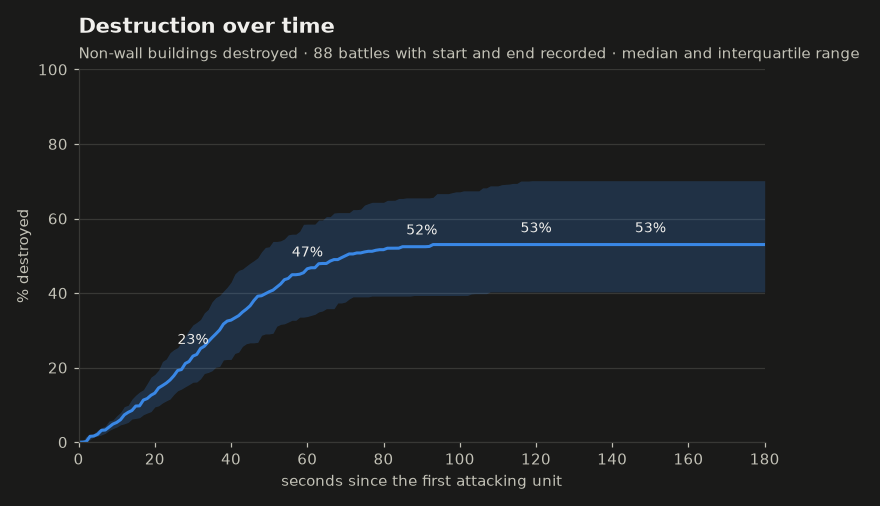 Destruction over time
Non-wall buildings destroyed · 88 battles with start and end recorded · median and interquartile range
100
80
60
40
20
0
% destroyed
23%
47%
52%
53%
53%
0 20 40 60 80 100 120 140 160 180
seconds since the first attacking unit